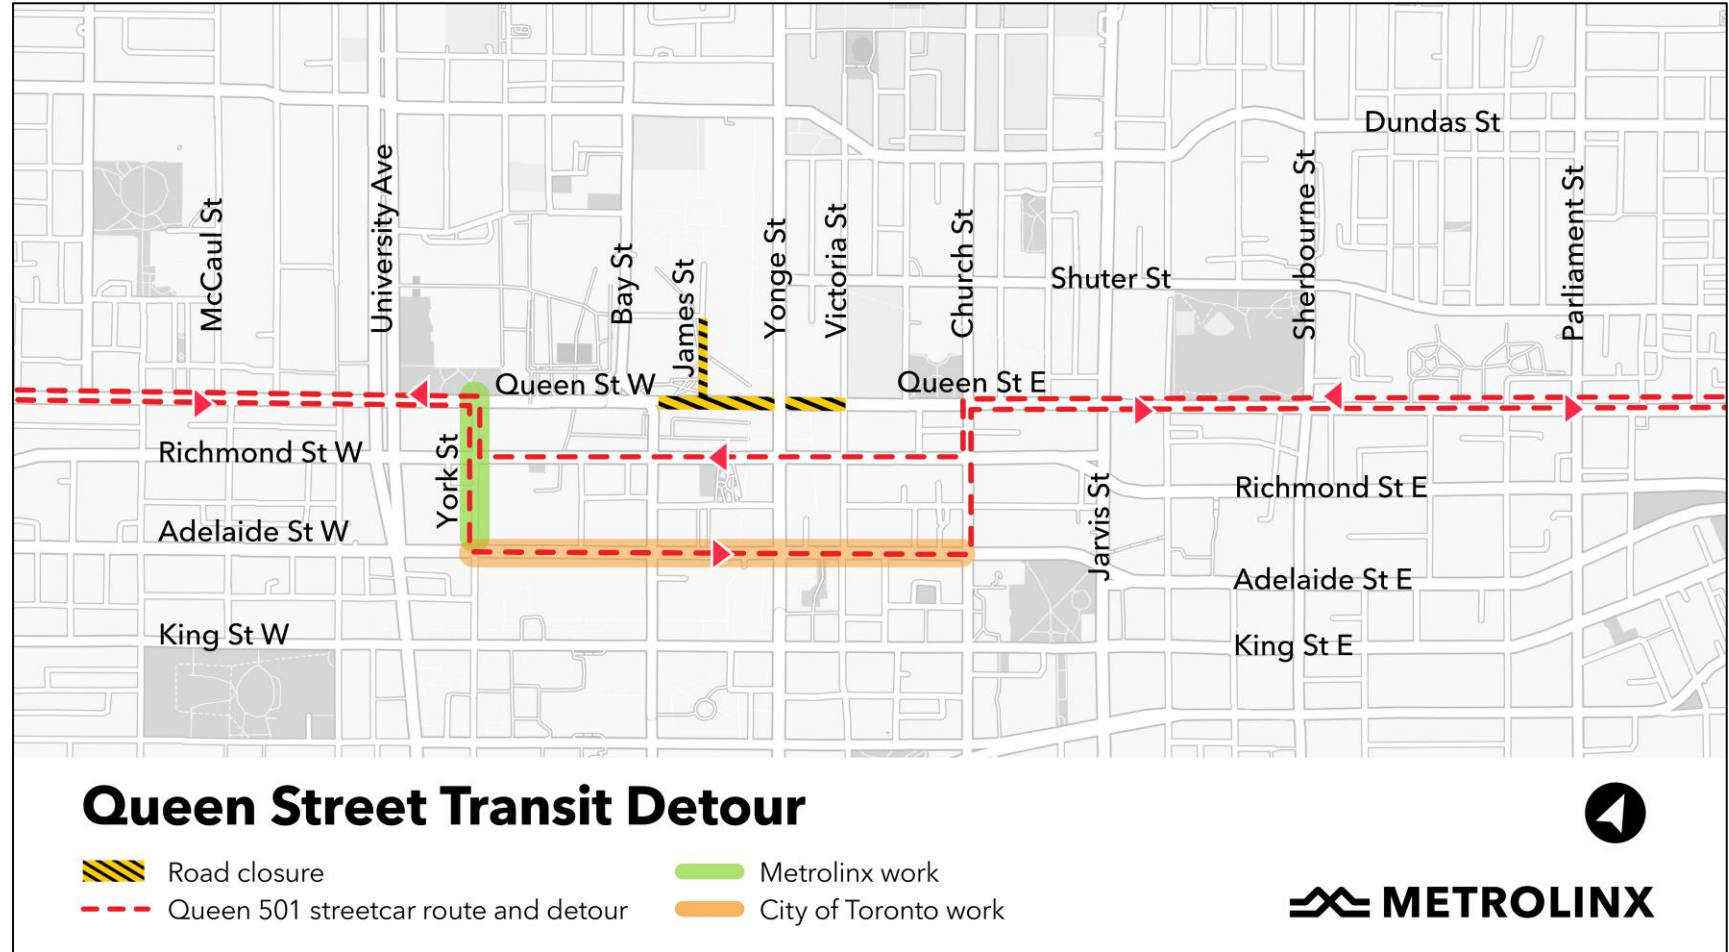 Dundas St
McCaul St
University Ave
Bay St
James St
Yonge St
Victoria St
Church St
Shuter St
Sherbourne St
Parliament St
Queen St W
Queen St E
Richmond St W
York St
Richmond St E
Adelaide St W
Jarvis St
Adelaide St E
King St W
King St E
Queen Street Transit Detour
Road closure
Metrolinx work
Queen 501 streetcar route and detour
City of Toronto work
METROLINX